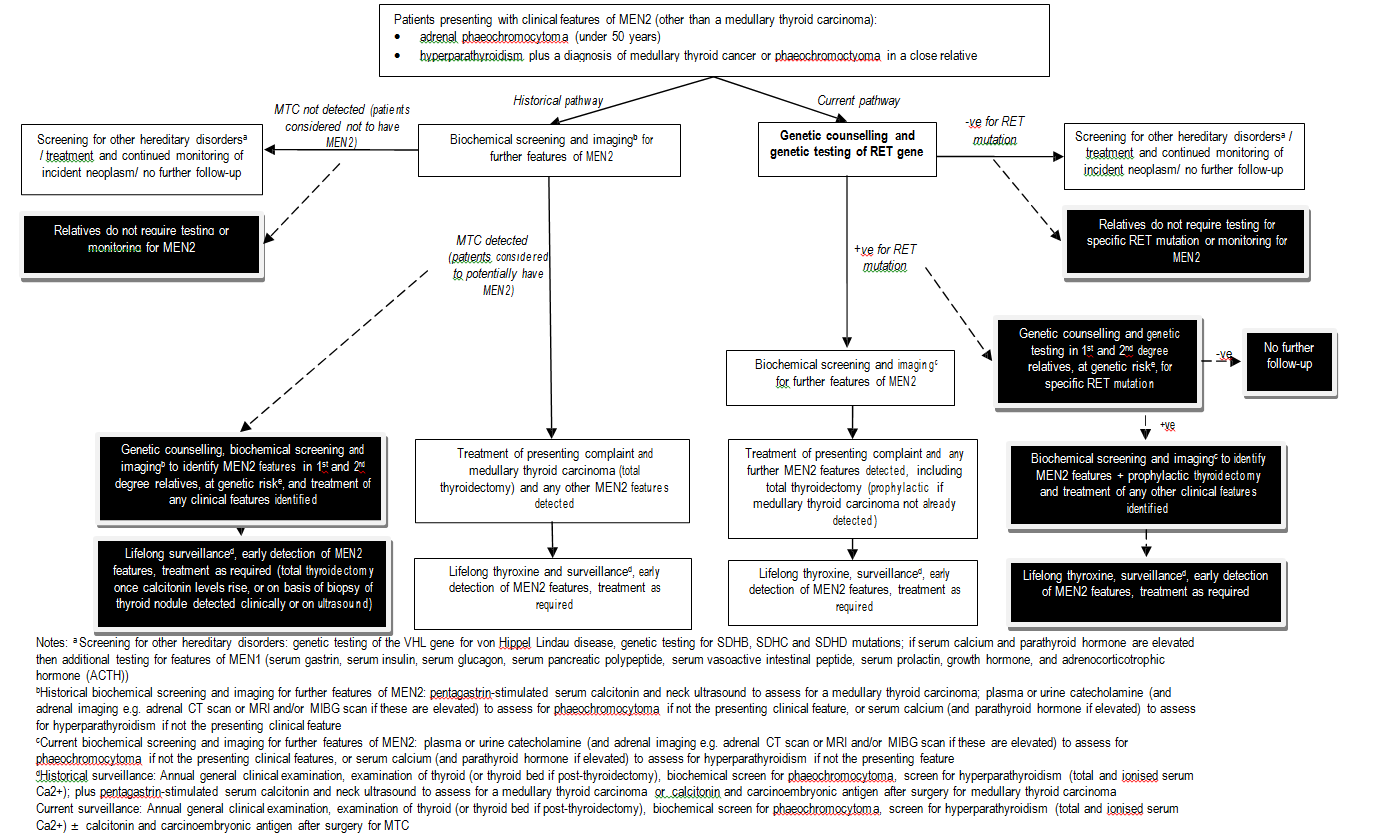 Patients presenting with clinical features of MEN2 (other than a medullary thyroid carcinoma):
• adrenal phaeochromocytoma (under 50 years)
• hyperparathyroidism plus a diagnosis of medullary thyroid cancer or phaeochromoctyoma in a close relative
Historical pathway
Current pathway
MTC not detected (patients
considered not to have
MEN2)
Screening for other hereditary disordersᵃ
/ treatment and continued monitoring of
incident neoplasm/ no further follow-up
Biochemical screening and imagingᵇ for
further features of MEN2
Genetic counselling and
genetic testing of RET gene
-ve for RET
mutation
Screening for other hereditary disordersᵃ /
treatment and continued monitoring of
incident neoplasm/ no further follow-up
Relatives do not require testing or
monitoring for MEN2
MTC detected
(patients considered
to potentially have
MEN2)
+ve for RET
mutation
Relatives do not require testing for
specific RET mutation or monitoring for
MEN2
Biochemical screening and imagingᶜ
for further features of MEN2
Genetic counselling and genetic
testing in 1st and 2nd degree
relatives, at genetic riskᵉ, for
specific RET mutation
-ve
No further
follow-up
+ve
Genetic counselling, biochemical screening and
imagingᵇ to identify MEN2 features in 1st and 2nd
degree relatives, at genetic riskᵉ, and treatment of
any clinical features identified
Treatment of presenting complaint and
medullary thyroid carcinoma (total
thyroidectomy) and any other MEN2 features
detected
Treatment of presenting complaint and any
further MEN2 features detected, including
total thyroidectomy (prophylactic if
medullary thyroid carcinoma not already
detected)
Biochemical screening and imagingᶜ to identify
MEN2 features + prophylactic thyroidectomy
and treatment of any other clinical features
identified
Lifelong surveillanceᵈ, early detection of MEN2
features, treatment as required (total thyroidectomy
once calcitonin levels rise, or on basis of biopsy of
thyroid nodule detected clinically or on ultrasound)
Lifelong thyroxine and surveillanceᵈ, early
detection of MEN2 features, treatment as
required
Lifelong thyroxine, surveillanceᵈ, early
detection of MEN2 features, treatment as
required
Lifelong thyroxine, surveillanceᵈ, early detection
of MEN2 features, treatment as required
Notes: ᵃ Screening for other hereditary disorders: genetic testing of the VHL gene for von Hippel Lindau disease, genetic testing for SDHB, SDHC and SDHD mutations; if serum calcium and parathyroid hormone are elevated
then additional testing for features of MEN1 (serum gastrin, serum insulin, serum glucagon, serum pancreatic polypeptide, serum vasoactive intestinal peptide, serum prolactin, growth hormone, and adrenocorticotrophic
hormone (ACTH))
ᵇHistorical biochemical screening and imaging for further features of MEN2: pentagastrin-stimulated serum calcitonin and neck ultrasound to assess for a medullary thyroid carcinoma; plasma or urine catecholamine (and
adrenal imaging e.g. adrenal CT scan or MRI and/or MIBG scan if these are elevated) to assess for phaeochromocytoma if not the presenting clinical feature, or serum calcium (and parathyroid hormone if elevated) to assess
for hyperparathyroidism if not the presenting clinical feature
ᶜCurrent biochemical screening and imaging for further features of MEN2: plasma or urine catecholamine (and adrenal imaging e.g. adrenal CT scan or MRI and/or MIBG scan if these are elevated) to assess for
phaeochromocytoma if not the presenting clinical features, or serum calcium (and parathyroid hormone if elevated) to assess for hyperparathyroidism if not the presenting feature
ᵈHistorical surveillance: Annual general clinical examination, examination of thyroid (or thyroid bed if post-thyroidectomy), biochemical screen for phaeochromocytoma, screen for hyperparathyroidism (total and ionised serum
Ca2+); plus pentagastrin-stimulated serum calcitonin and neck ultrasound to assess for a medullary thyroid carcinoma or calcitonin and carcinoembryonic antigen after surgery for medullary thyroid carcinoma
Current surveillance: Annual general clinical examination, examination of thyroid (or thyroid bed if post-thyroidectomy), biochemical screen for phaeochromocytoma, screen for hyperparathyroidism (total and ionised serum
Ca2+) ± calcitonin and carcinoembryonic antigen after surgery for MTC